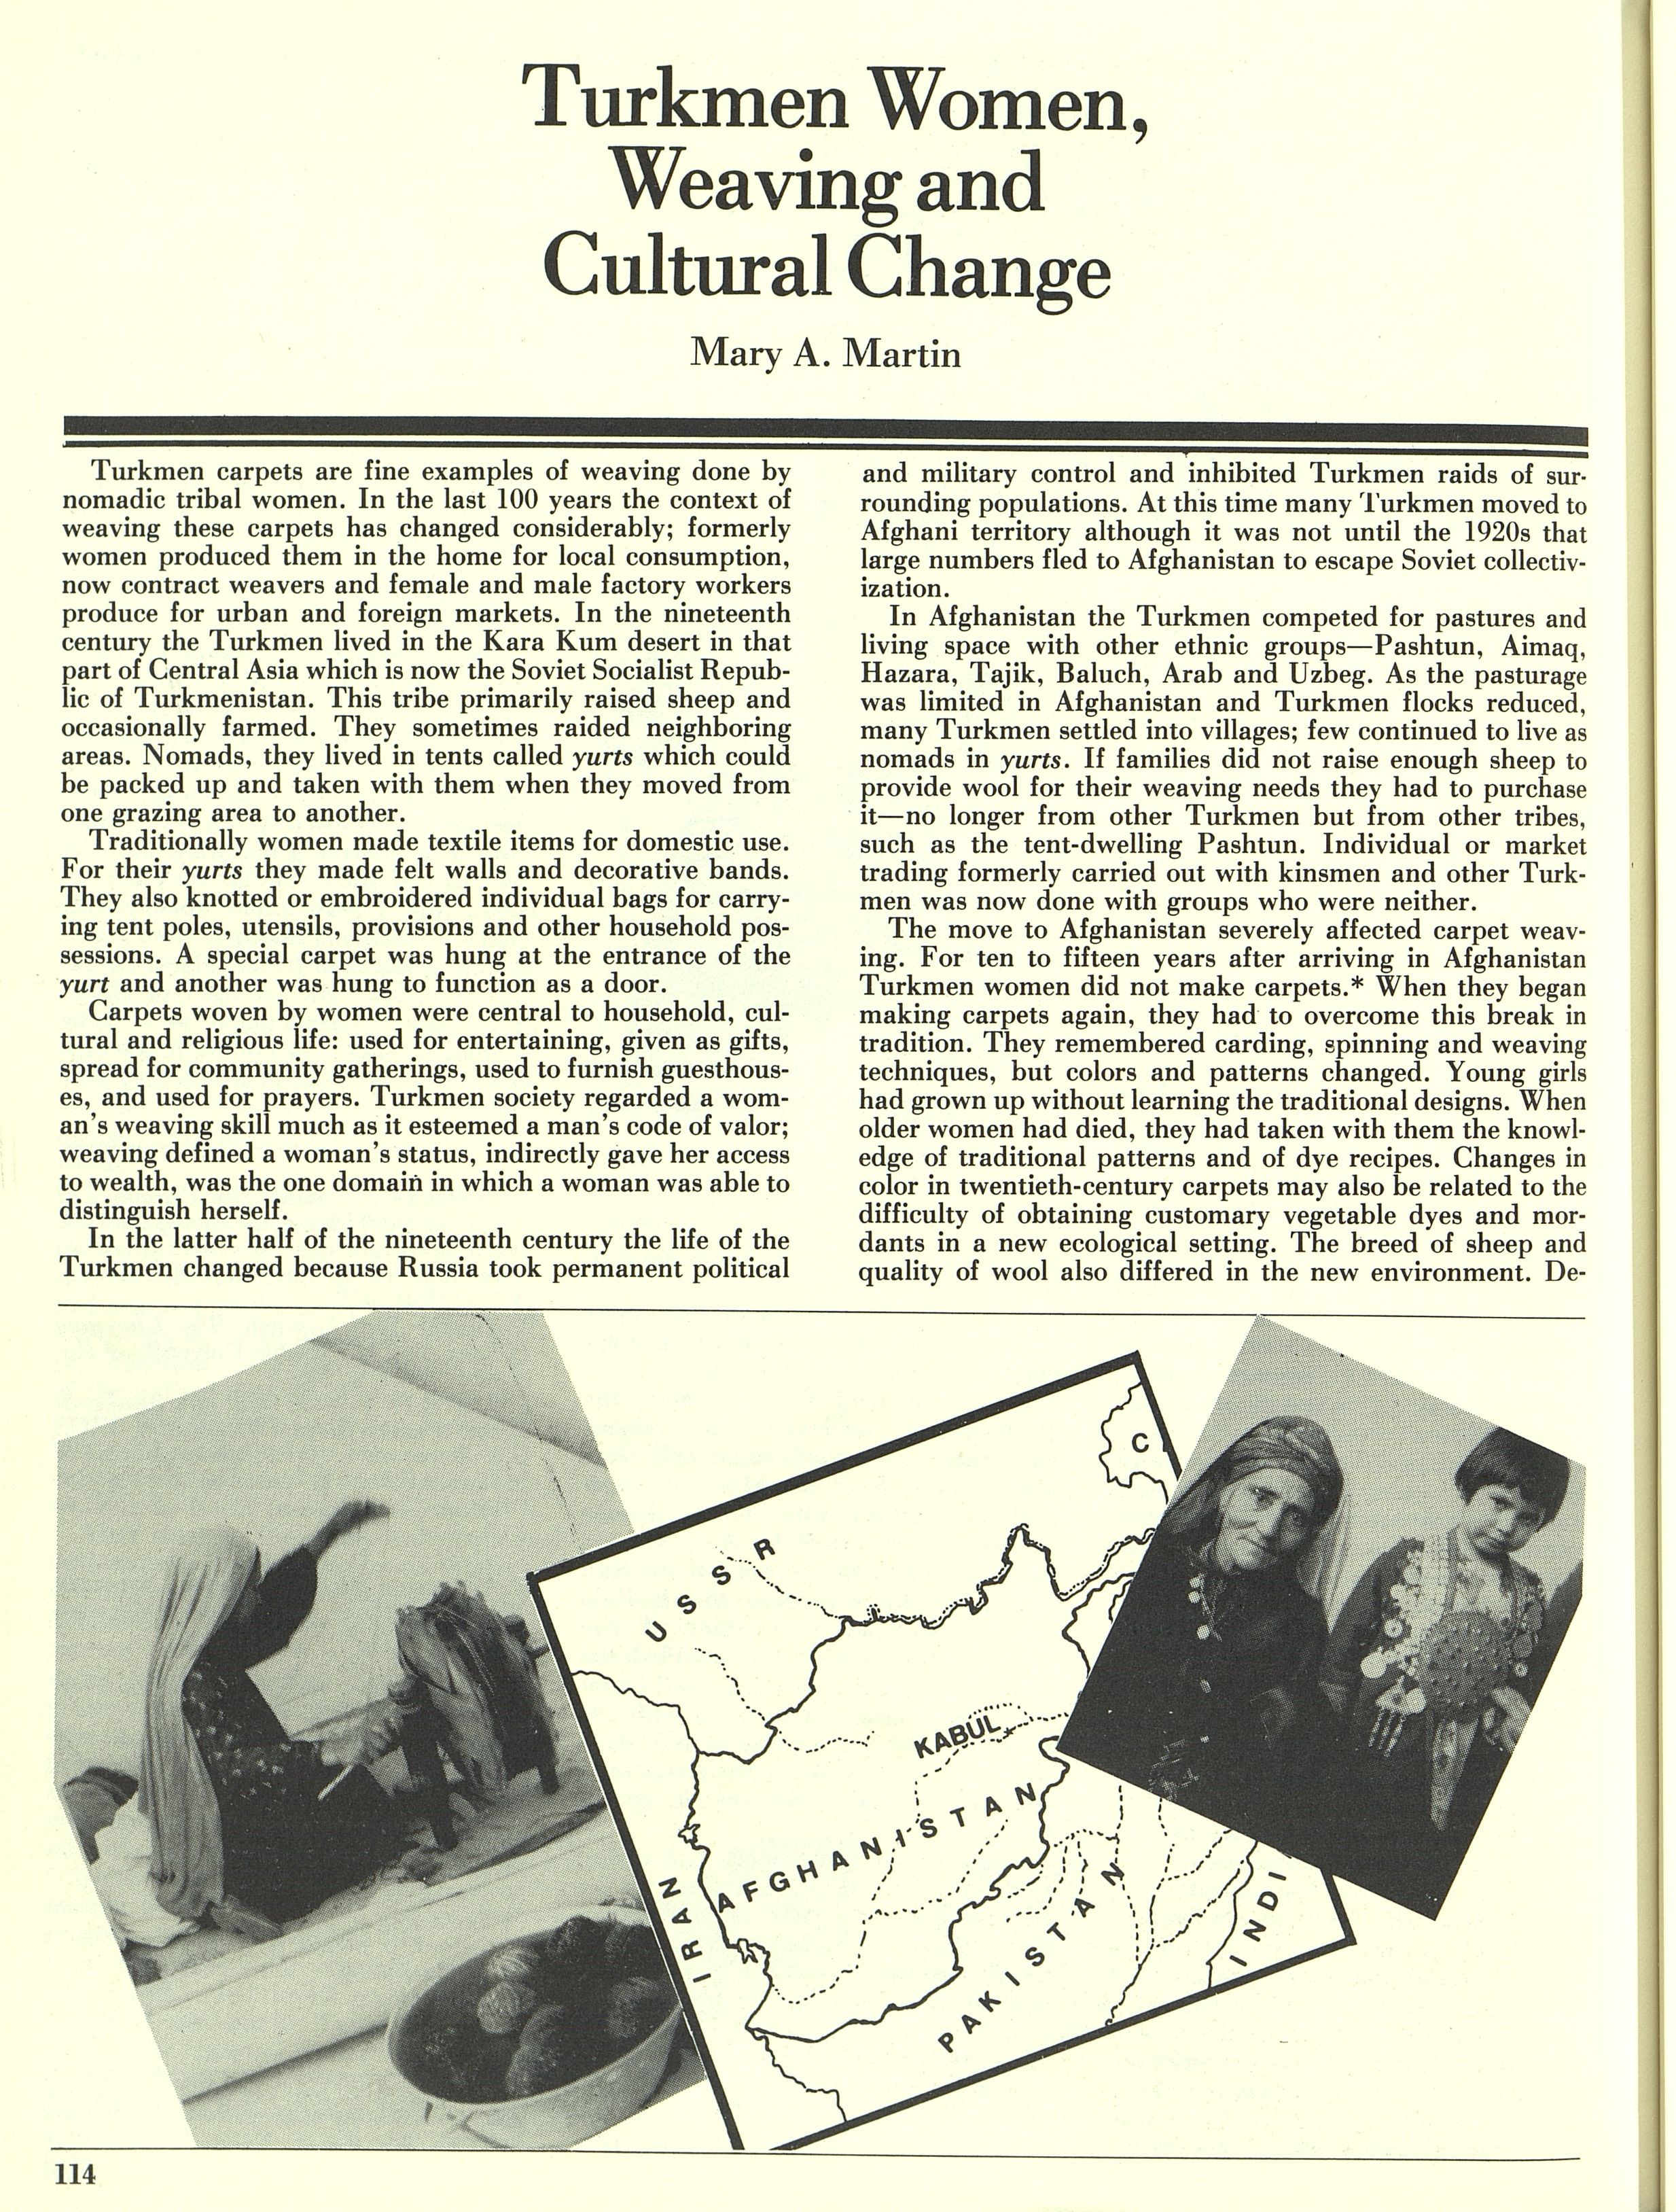 Turkmen Women,
Weaving and
Cultural Change
Mary A. Martin
Turkmen carpets are fine examples of weaving done by
nomadic tribal women. In the last 100 years the context of
weaving these carpets has changed considerably; formerly
women produced them in the home for local consumption,
now contract weavers and female and male factory workers
produce for urban and foreign markets. In the nineteenth
century the Turkmen lived in the Kara Kum desert in that
part of Central Asia which is now the Soviet Socialist Repub-
lic of Turkmenistan. This tribe primarily raised sheep and
occasionally farmed. They sometimes raided neighboring
areas. Nomads, they lived in tents called yurts which could
be packed up and taken with them when they moved from
one grazing area to another.
Traditionally women made textile items for domestic use.
For their yurts they made felt walls and decorative bands.
They also knotted or embroidered individual bags for carry-
ing tent poles, utensils, provisions and other household pos-
sessions. A special carpet was hung at the entrance of the
yurt and another was hung to function as a door.
Carpets woven by women were central to household, cul-
tural and religious life: used for entertaining, given as gifts,
spread for community gatherings, used to furnish guesthous-
es, and used for prayers. Turkmen society regarded a wom-
an's weaving skill much as it esteemed a man's code of valor;
weaving defined a woman's status, indirectly gave her access
to wealth, was the one domain in which a woman was able to
distinguish herself.
In the latter half of the nineteenth century the life of the
Turkmen changed because Russia took permanent political
and military control and inhibited Turkmen raids of sur-
rounding populations. At this time many Turkmen moved to
Afghani territory although it was not until the 1920s that
large numbers fled to Afghanistan to escape Soviet collectiv-
ization.
In Afghanistan the Turkmen competed for pastures and
living space with other ethnic groups—Pashtun, Aimaq,
Hazara, Tajik, Baluch, Arab and Uzbeg. As the pasturage
was limited in Afghanistan and Turkmen flocks reduced,
many Turkmen settled into villages; few continued to live as
nomads in yurts. If families did not raise enough sheep to
provide wool for their weaving needs they had to purchase
it—no longer from other Turkmen but from other tribes,
such as the tent-dwelling Pashtun. Individual or market
trading formerly carried out with kinsmen and other Turk-
men was now done with groups who were neither.
The move to Afghanistan severely affected carpet weav-
ing. For ten to fifteen years after arriving in Afghanistan
Turkmen women did not make carpets.* When they began
making carpets again, they had to overcome this break in
tradition. They remembered carding, spinning and weaving
techniques, but colors and patterns changed. Young girls
had grown up without learning the traditional designs. When
older women had died, they had taken with them the knowl-
edge of traditional patterns and of dye recipes. Changes in
color in twentieth-century carpets may also be related to the
difficulty of obtaining customary vegetable dyes and mor-
dants in a new ecological setting. The breed of sheep and
quality of wool also differed in the new environment. De-
C
USSR
KABUL
AFGHANISTAN
IRAN
PAKISTAN
INDI
114